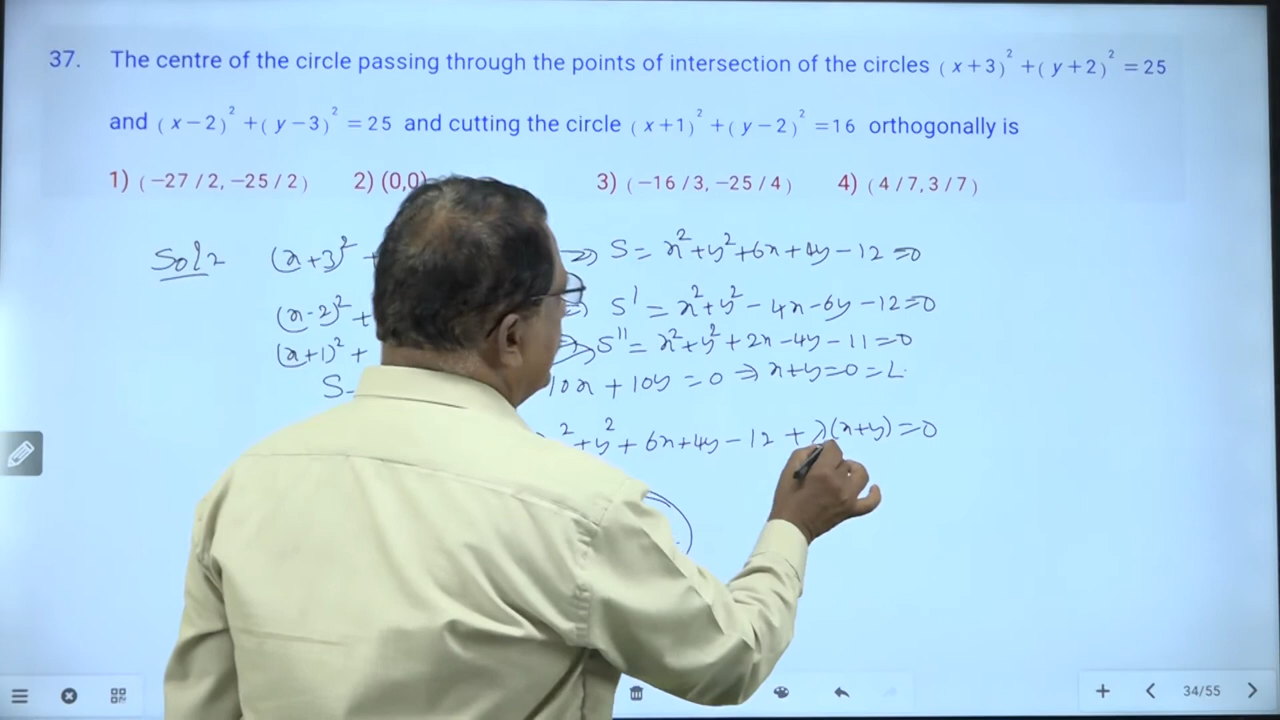 37. The centre of the circle passing through the points of intersection of the circles (x+3)² +(y+2)² =25
and (x−2)² +(y−3)² =25 and cutting the circle (x+1)² +(y−2)² =16 orthogonally is
1) (−27/2,−25/2) 2) (0,0) 3) (−16/3,−25/4) 4) (4/7,3/7)
Sol: (x+3)² + ⇒ S = x²+y²+6x+4y−12=0
(x-2)² + ⇒ S' = x²+y²−4x−6y−12=0
(x+1)² + ⇒ S'' = x²+y²+2x−4y−11=0
S- 10x + 10y = 0 ⇒ x+y=0 = L.
² +y² + 6x+4y−12 + λ(x+y) =0
34/55